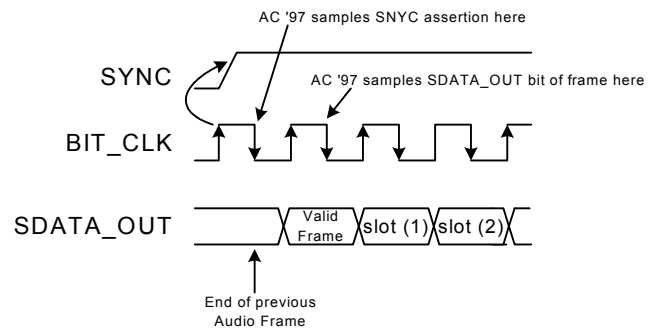 AC '97 samples SNYC assertion here
SYNC
AC '97 samples SDATA_OUT bit of frame here
BIT_CLK
SDATA_OUT
Valid
Frame
slot (1)
slot (2)
End of previous
Audio Frame